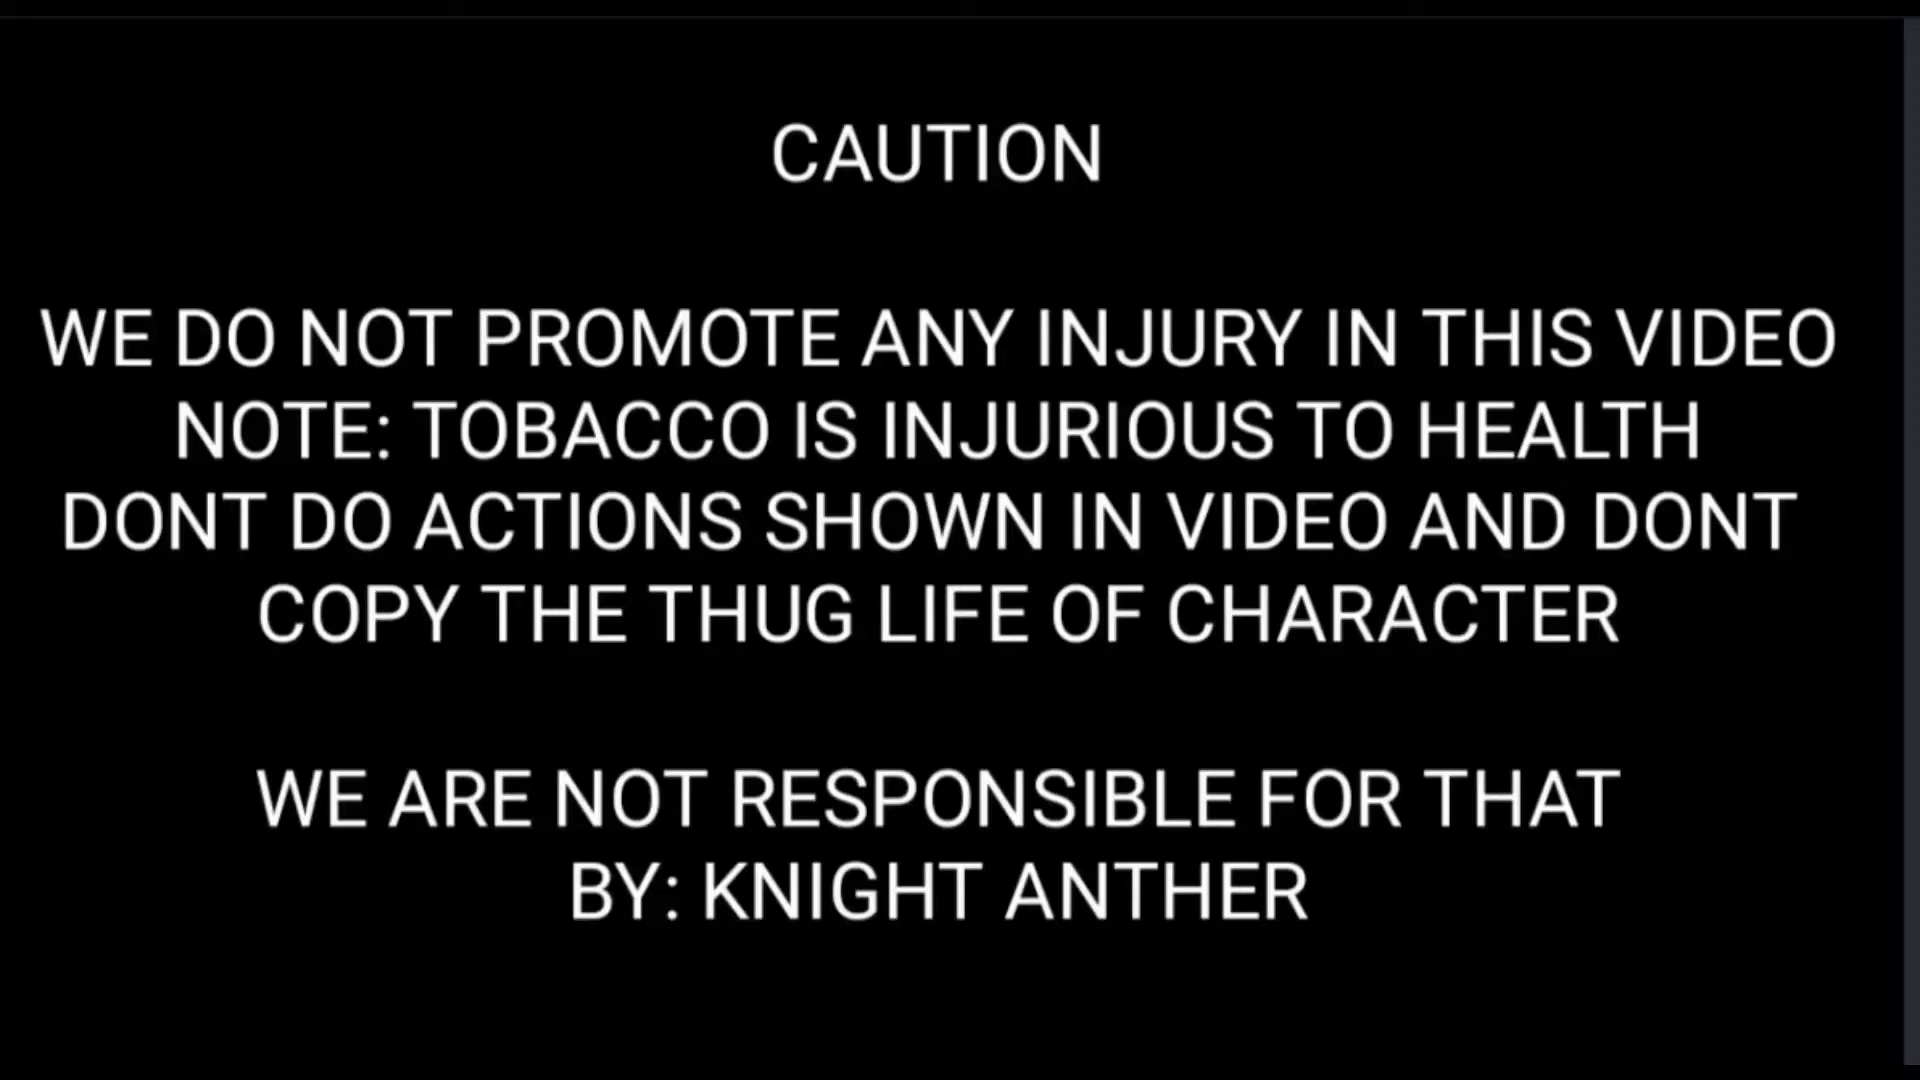 CAUTION
WE DO NOT PROMOTE ANY INJURY IN THIS VIDEO
NOTE: TOBACCO IS INJURIOUS TO HEALTH
DONT DO ACTIONS SHOWN IN VIDEO AND DONT
COPY THE THUG LIFE OF CHARACTER
WE ARE NOT RESPONSIBLE FOR THAT
BY: KNIGHT ANTHER